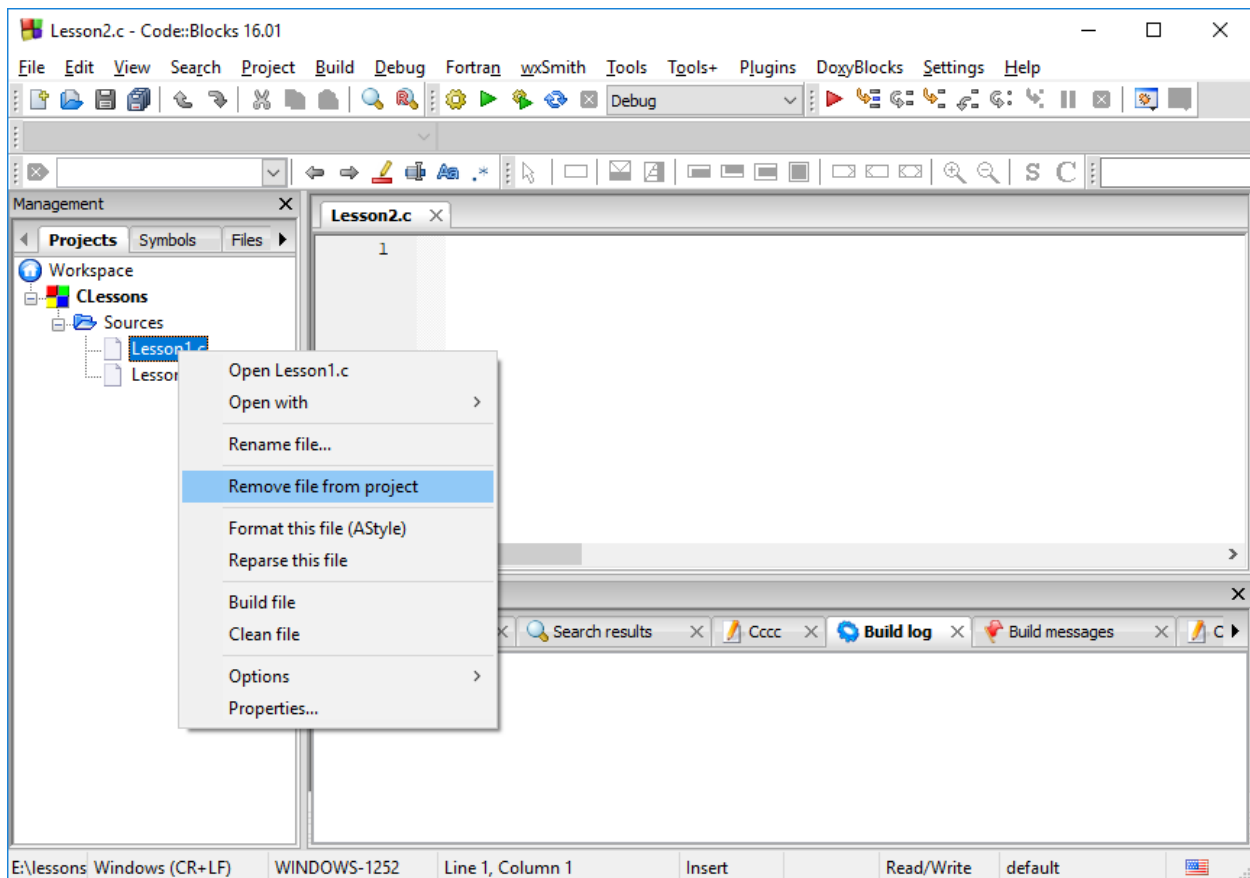 Lesson2.c - Code::Blocks 16.01
File Edit View Search Project Build Debug Fortran wxSmith Tools Tools+ Plugins DoxyBlocks Settings Help
Debug
Management
Projects Symbols Files
Lesson2.c
1
Workspace
CLessons
Sources
Lesson1.c
Lesson
Open Lesson1.c
Open with
Rename file...
Remove file from project
Format this file (AStyle)
Reparse this file
Build file
Clean file
Options
Properties...
Search results Cccc Build log Build messages C
E:\lessons Windows (CR+LF) WINDOWS-1252 Line 1, Column 1 Insert Read/Write default